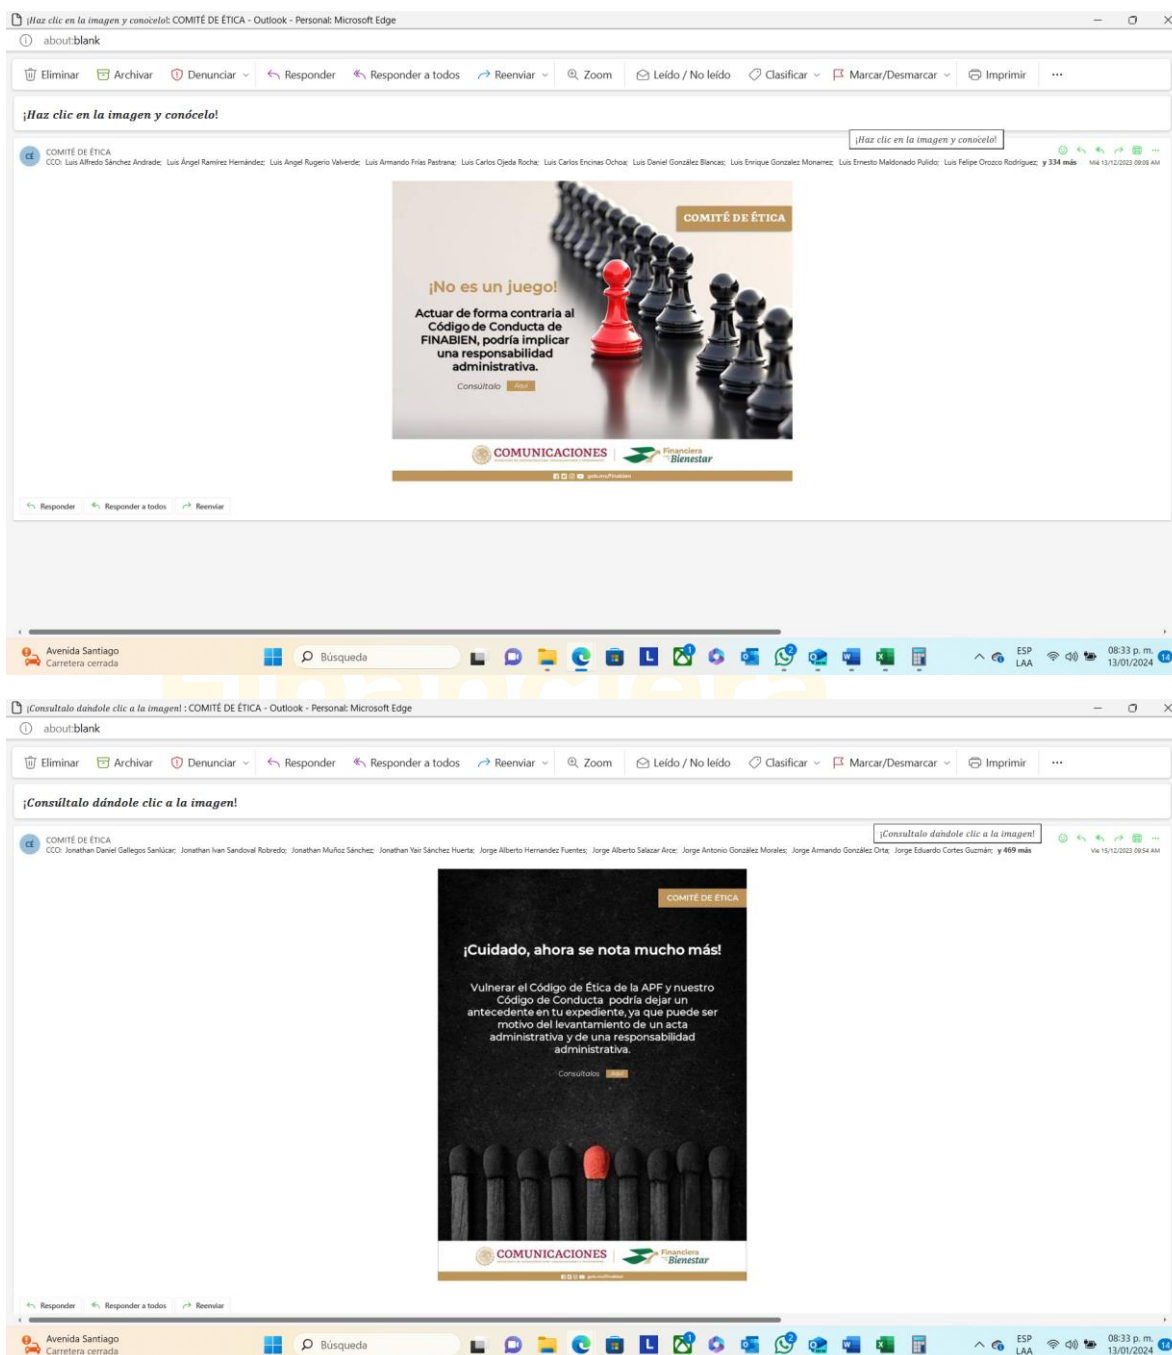 ¡Haz clic en la imagen y conócelo!: COMITÉ DE ÉTICA - Outlook - Personal: Microsoft Edge
about:blank
Eliminar Archivar Denunciar Responder Responder a todos Reenviar Zoom Leído / No leído Clasificar Marcar/Desmarcar Imprimir ...
¡Haz clic en la imagen y conócelo!
¡Haz clic en la imagen y conócelo!
CÉ COMITÉ DE ÉTICA
CCO: Luis Alfredo Sánchez Andrade; Luis Ángel Ramírez Hernández; Luis Angel Rugerio Valverde; Luis Armando Frías Pastrana; Luis Carlos Ojeda Rocha; Luis Carlos Encinas Ochoa; Luis Daniel González Blancas; Luis Enrique Gonzalez Monarrez; Luis Ernesto Maldonado Pulido; Luis Felipe Orozco Rodríguez; y 334 más Mié 13/12/2023 09:08 AM
COMITÉ DE ÉTICA
¡No es un juego!
Actuar de forma contraria al
Código de Conducta de
FINABIEN, podría implicar
una responsabilidad
administrativa.
Consúltalo Aquí
COMUNICACIONES Financiera Bienestar
gob.mx/Finabien
Responder Responder a todos Reenviar
Avenida Santiago
Carretera cerrada
Búsqueda
ESP
LAA
08:33 p. m.
13/01/2024
14
Financiera
¡Consultalo dandole clic a la imagen! : COMITÉ DE ÉTICA - Outlook - Personal: Microsoft Edge
about:blank
Eliminar Archivar Denunciar Responder Responder a todos Reenviar Zoom Leído / No leído Clasificar Marcar/Desmarcar Imprimir ...
¡Consúltalo dándole clic a la imagen!
¡Consultalo dandole clic a la imagen!
CÉ COMITÉ DE ÉTICA
CCO: Jonathan Daniel Gallegos Sanlúcar; Jonathan Ivan Sandoval Robredo; Jonathan Muñoz Sánchez; Jonathan Yair Sánchez Huerta; Jorge Alberto Hernandez Fuentes; Jorge Alberto Salazar Arce; Jorge Antonio González Morales; Jorge Armando González Orta; Jorge Eduardo Cortes Guzmán; y 469 más Vie 15/12/2023 09:54 AM
COMITÉ DE ÉTICA
¡Cuidado, ahora se nota mucho más!
Vulnerar el Código de Ética de la APF y nuestro
Código de Conducta podría dejar un
antecedente en tu expediente, ya que puede ser
motivo del levantamiento de un acta
administrativa y de una responsabilidad
administrativa.
Consúltalos Aquí
COMUNICACIONES Financiera Bienestar
gob.mx/Finabien
Responder Responder a todos Reenviar
Avenida Santiago
Carretera cerrada
Búsqueda
ESP
LAA
08:33 p. m.
13/01/2024
14